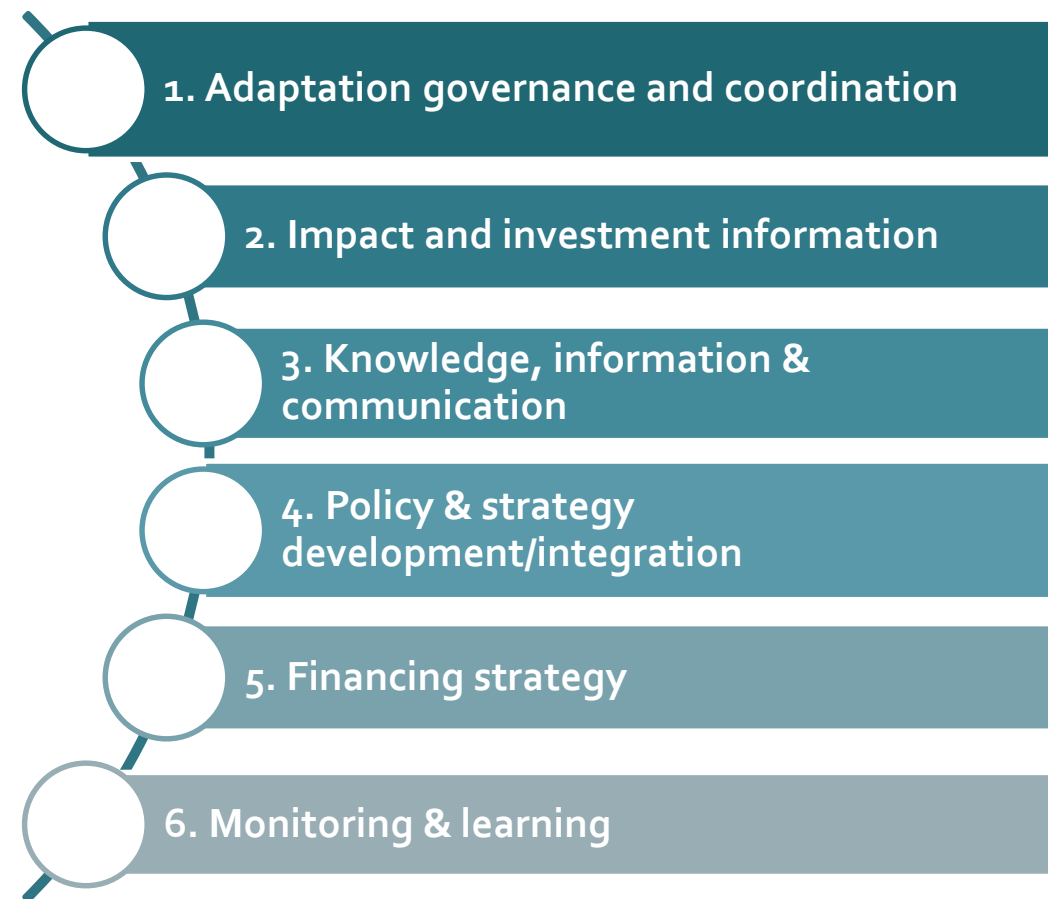 1. Adaptation governance and coordination
2. Impact and investment information
3. Knowledge, information &
communication
4. Policy & strategy
development/integration
5. Financing strategy
6. Monitoring & learning